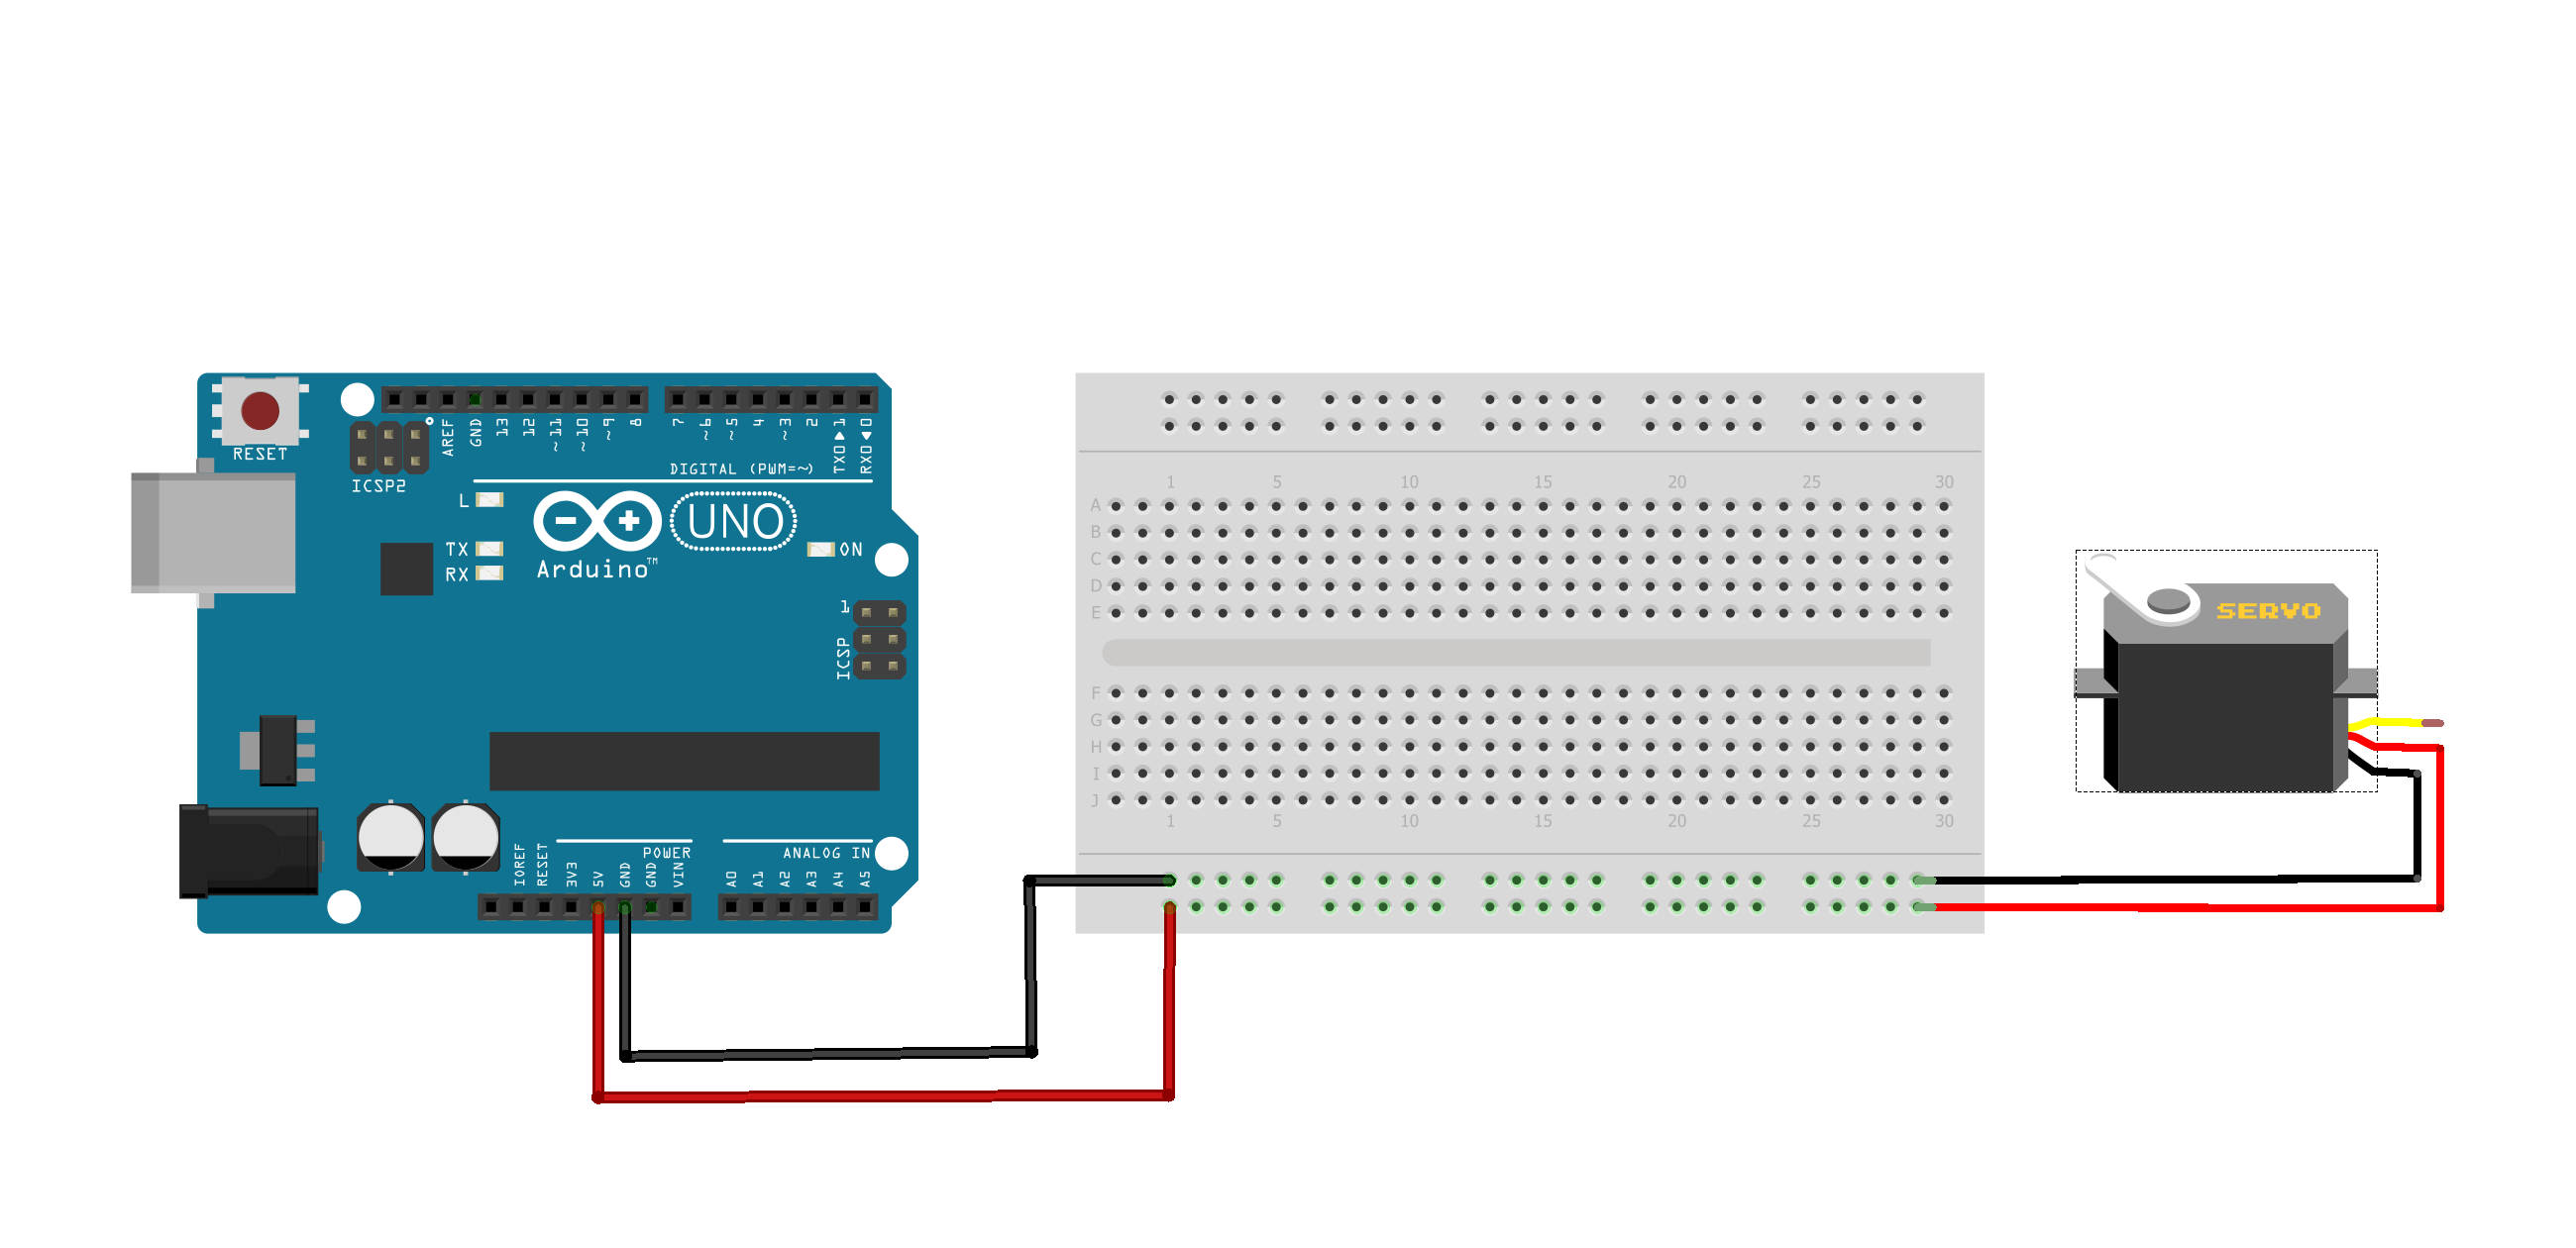 RESET
ICSP2
AREF
GND
13
12
~11
~10
~9
8
7
~6
~5
4
~3
2
TX0▶1
RX0◀0
DIGITAL (PWM=~)
L
TX
RX
Arduino™
UNO
ON
1
ICSP
IOREF
RESET
3V3
5V
GND
GND
VIN
POWER
ANALOG IN
A0
A1
A2
A3
A4
A5
1 5 10 15 20 25 30
A
B
C
D
E
F
G
H
I
J
1 5 10 15 20 25 30
SERVO